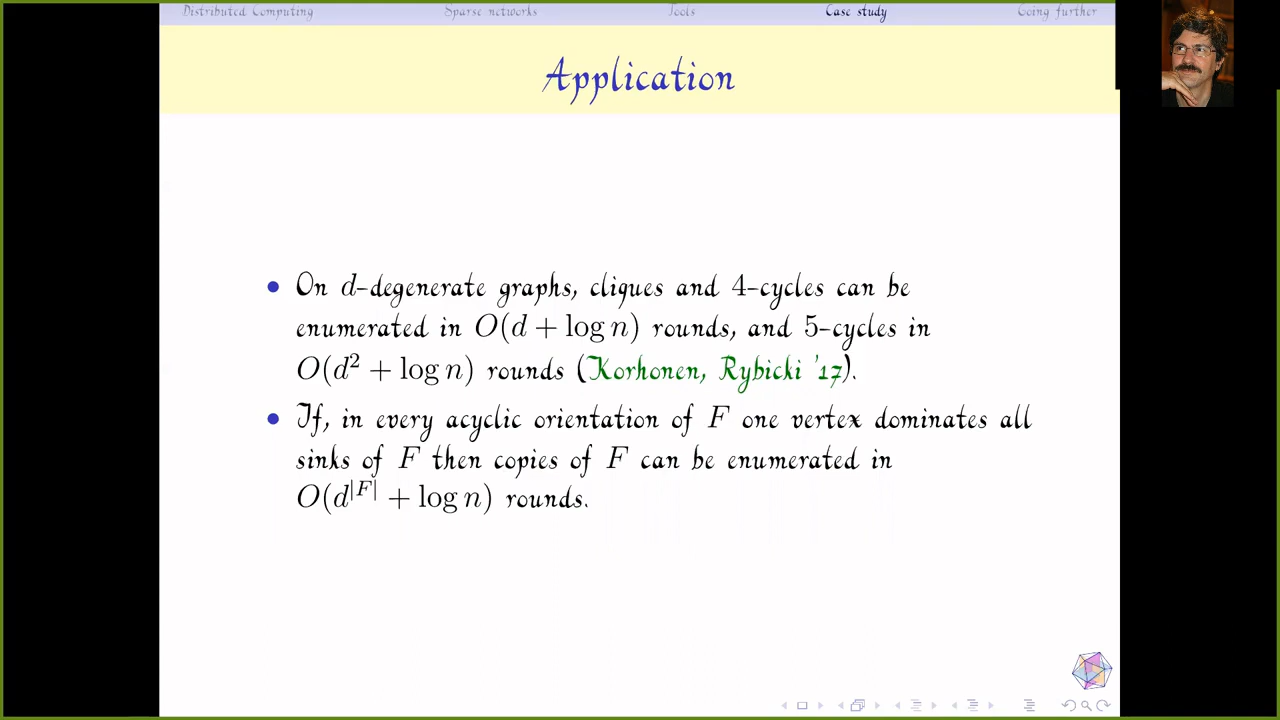 Distributed Computing Sparse networks Tools Case study Going further
Application
• On d-degenerate graphs, cliques and 4-cycles can be
enumerated in O(d + log n) rounds, and 5-cycles in
O(d² + log n) rounds (Korhonen, Rybicki '17).
• If, in every acyclic orientation of F one vertex dominates all
sinks of F then copies of F can be enumerated in
O(d^{|F|} + log n) rounds.